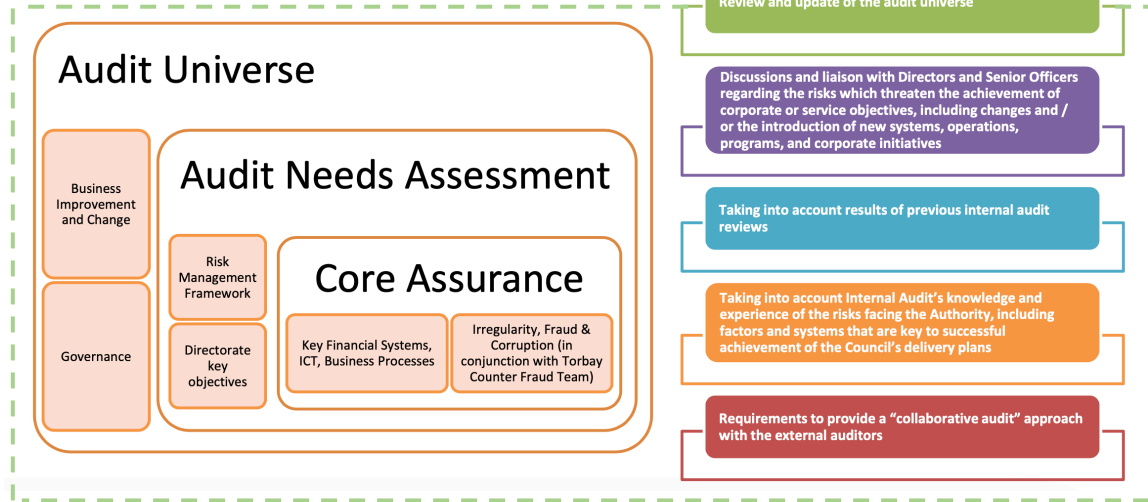 Audit Universe
Business
Improvement
and Change
Governance
Audit Needs Assessment
Risk
Management
Framework
Directorate
key
objectives
Core Assurance
Key Financial Systems,
ICT, Business Processes
Irregularity, Fraud &
Corruption (in
conjunction with Torbay
Counter Fraud Team)
Review and update of the audit universe
Discussions and liaison with Directors and Senior Officers
regarding the risks which threaten the achievement of
corporate or service objectives, including changes and /
or the introduction of new systems, operations,
programs, and corporate initiatives
Taking into account results of previous internal audit
reviews
Taking into account Internal Audit’s knowledge and
experience of the risks facing the Authority, including
factors and systems that are key to successful
achievement of the Council’s delivery plans
Requirements to provide a “collaborative audit” approach
with the external auditors